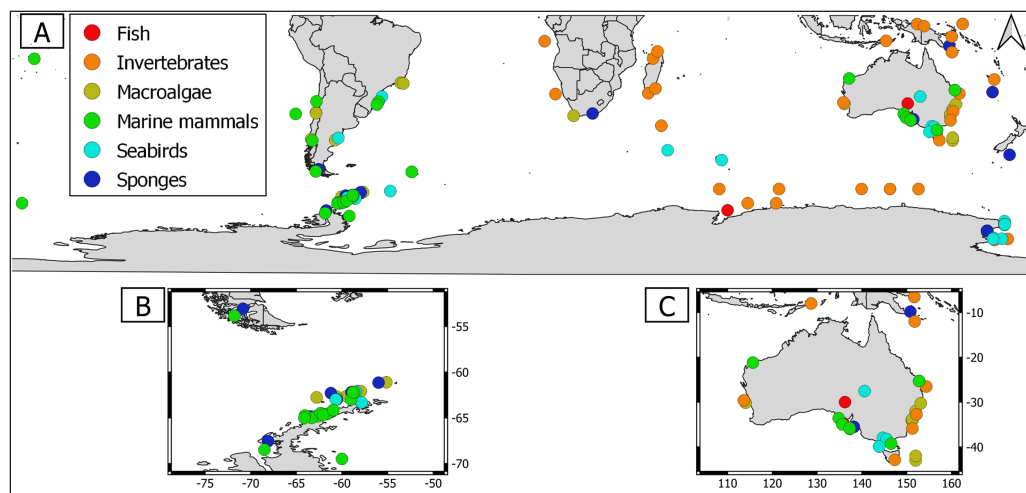 A
Fish
Invertebrates
Macroalgae
Marine mammals
Seabirds
Sponges
B
-55
-60
-65
-70
-75 -70 -65 -60 -55 -50
C
-10
-20
-30
-40
110 120 130 140 150 160